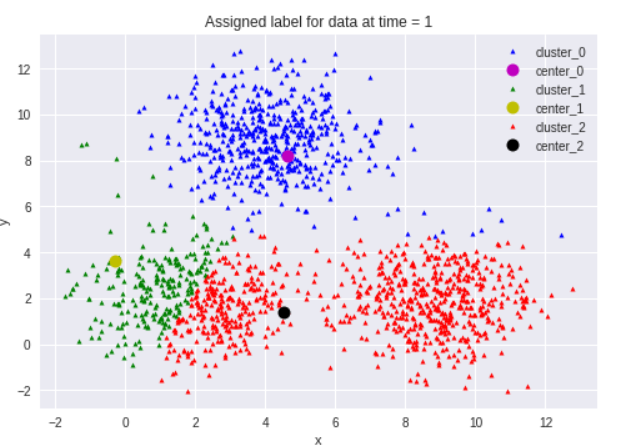 Assigned label for data at time = 1
cluster_0
center_0
cluster_1
center_1
cluster_2
center_2
12
10
8
6
4
2
0
−2
y
−2 0 2 4 6 8 10 12
x